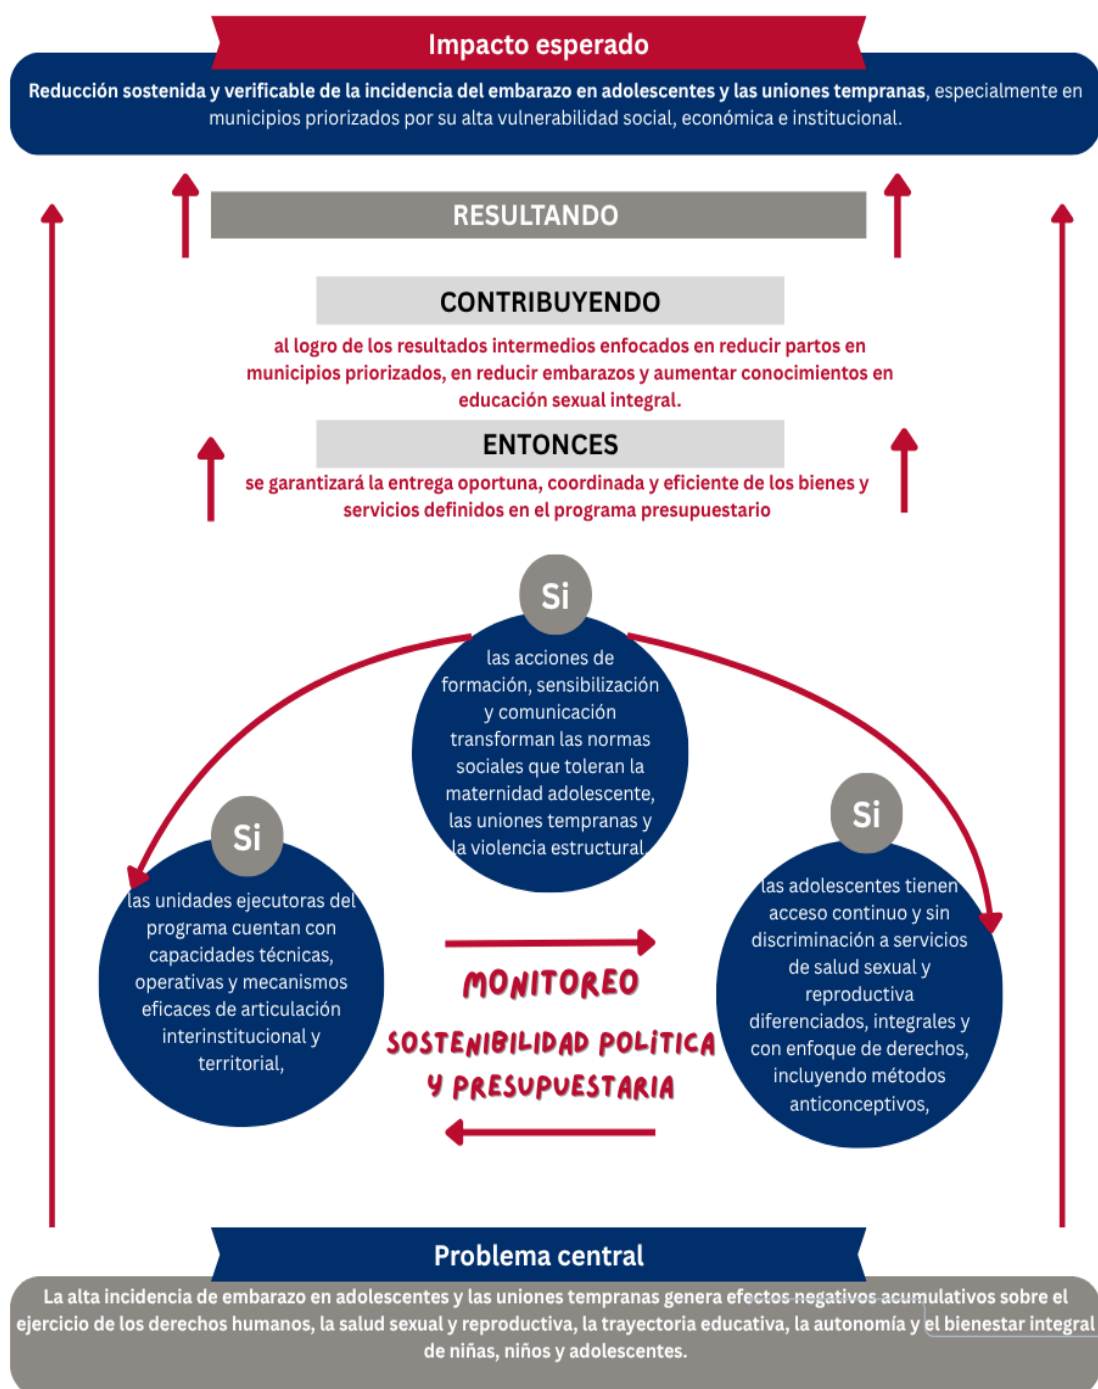 Impacto esperado
Reducción sostenida y verificable de la incidencia del embarazo en adolescentes y las uniones tempranas, especialmente en
municipios priorizados por su alta vulnerabilidad social, económica e institucional.
RESULTANDO
CONTRIBUYENDO
al logro de los resultados intermedios enfocados en reducir partos en
municipios priorizados, en reducir embarazos y aumentar conocimientos en
educación sexual integral.
ENTONCES
se garantizará la entrega oportuna, coordinada y eficiente de los bienes y
servicios definidos en el programa presupuestario
Si
las acciones de
formación, sensibilización
y comunicación
transforman las normas
sociales que toleran la
maternidad adolescente,
las uniones tempranas y
la violencia estructural,
Si
las unidades ejecutoras del
programa cuentan con
capacidades técnicas,
operativas y mecanismos
eficaces de articulación
interinstitucional y
territorial,
Si
las adolescentes tienen
acceso continuo y sin
discriminación a servicios
de salud sexual y
reproductiva
diferenciados, integrales y
con enfoque de derechos,
incluyendo métodos
anticonceptivos,
MONITOREO
SOSTENIBILIDAD POLÍTICA
Y PRESUPUESTARIA
Problema central
La alta incidencia de embarazo en adolescentes y las uniones tempranas genera efectos negativos acumulativos sobre el
ejercicio de los derechos humanos, la salud sexual y reproductiva, la trayectoria educativa, la autonomía y el bienestar integral
de niñas, niños y adolescentes.